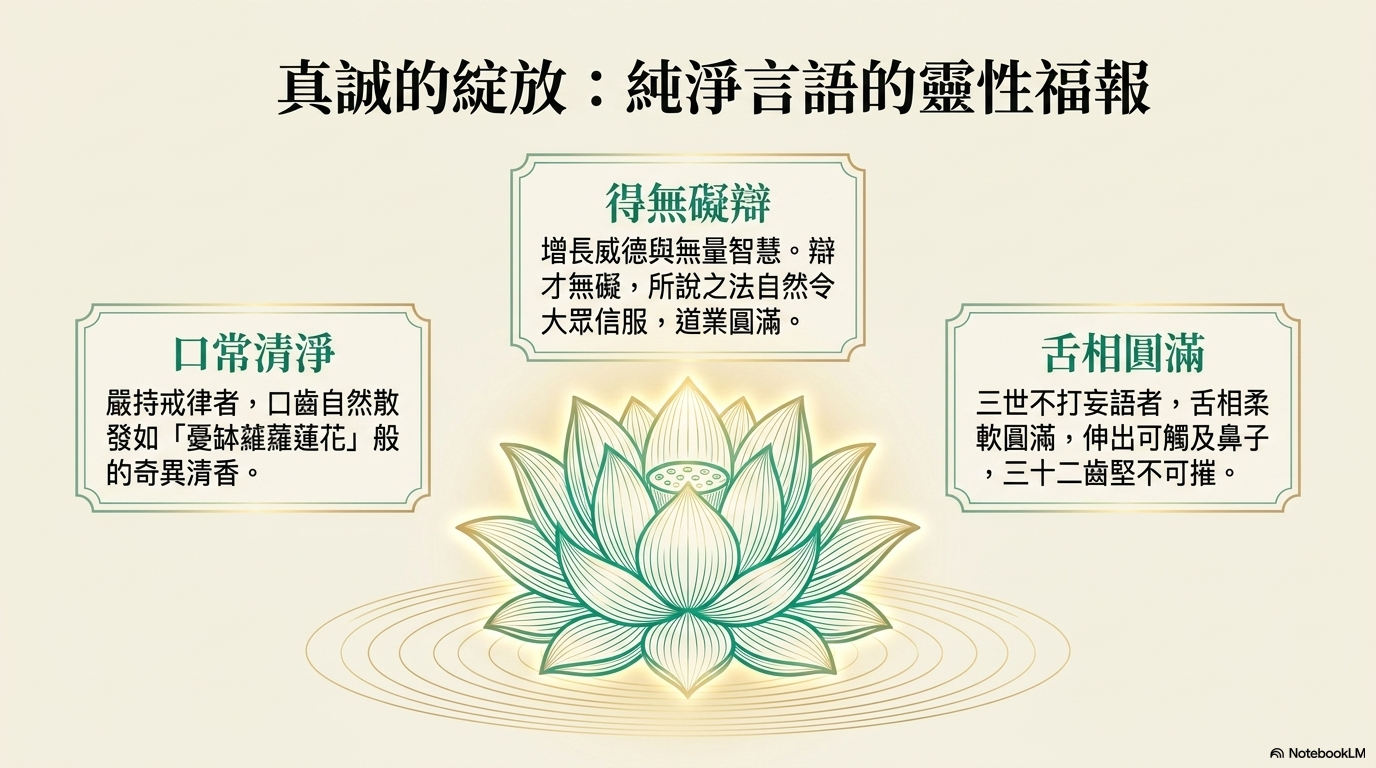 真誠的綻放：純淨言語的靈性福報
得無礙辯
增長威德與無量智慧。辯
才無礙，所說之法自然令
大眾信服，道業圓滿。
口常清淨
嚴持戒律者，口齒自然散
發如「憂缽蘿蘿蓮花」般
的奇異清香。
舌相圓滿
三世不打妄語者，舌相柔
軟圓滿，伸出可觸及鼻子
，三十二齒堅不可摧。
NotebookLM